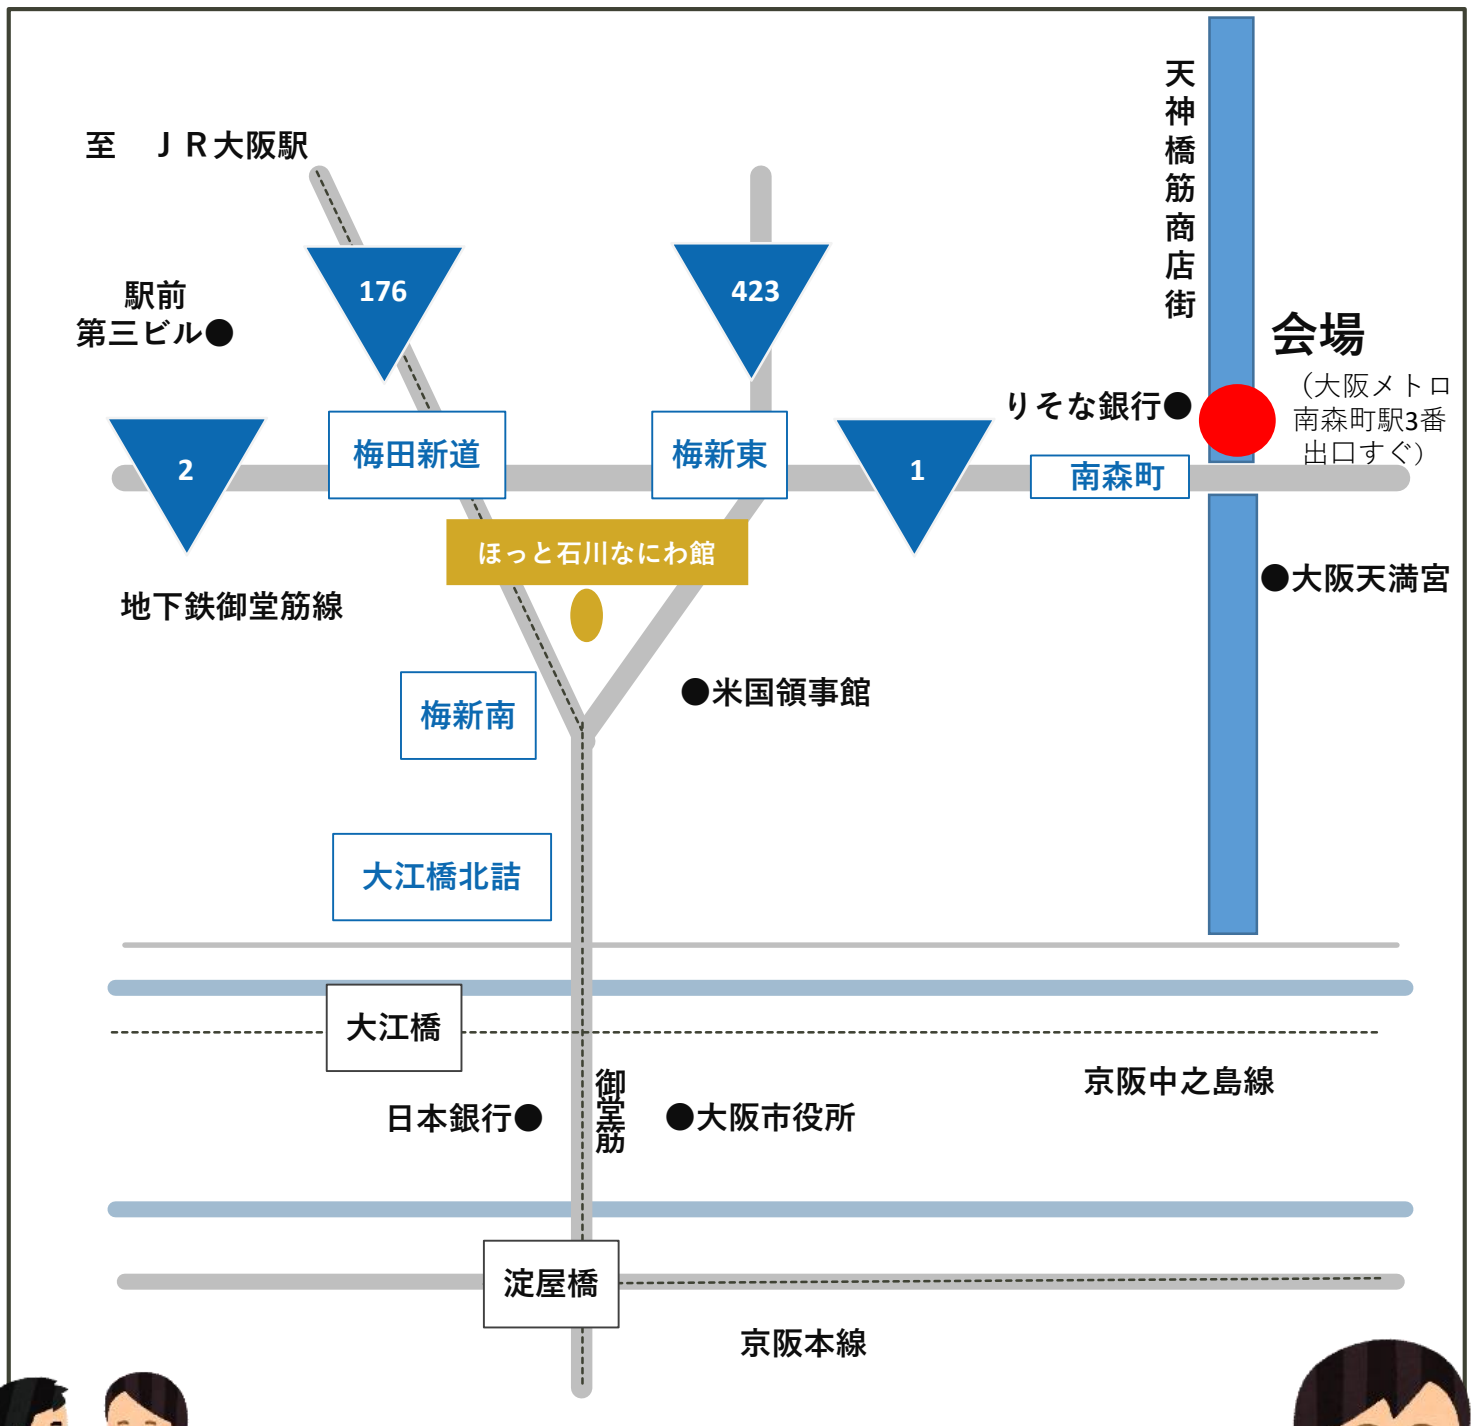 天神橋筋商店街
至　ＪＲ大阪駅
176
423
駅前
第三ビル●
会場
（大阪メトロ
南森町駅3番
出口すぐ）
りそな銀行●
2
梅田新道
梅新東
1
南森町
ほっと石川なにわ館
地下鉄御堂筋線
●大阪天満宮
●米国領事館
梅新南
大江橋北詰
大江橋
京阪中之島線
日本銀行●
御堂筋
●大阪市役所
淀屋橋
京阪本線